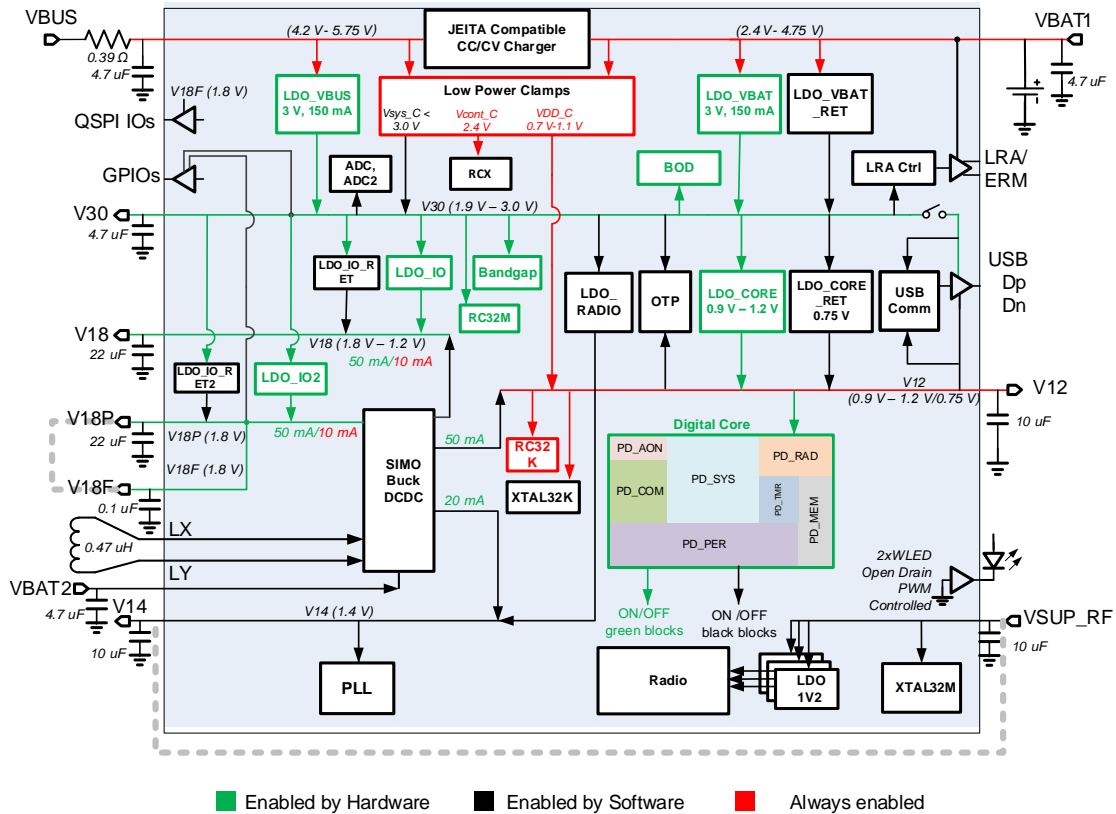 VBUS
(4.2 V- 5.75 V)
JEITA Compatible
CC/CV Charger
(2.4 V- 4.75 V)
VBAT1
0.39 Ω
4.7 uF
4.7 uF
V18F (1.8 V)
QSPI IOs
LDO_VBUS
3 V, 150 mA
Low Power Clamps
Vsys_C <
3.0 V
Vcont_C
2.4 V
VDD_C
0.7 V-1.1 V
LDO_VBAT
3 V, 150 mA
LDO_VBAT
_RET
GPIOs
ADC,
ADC2
RCX
BOD
LRA Ctrl
LRA/
ERM
V30
V30 (1.9 V – 3.0 V)
4.7 uF
LDO_IO_R
ET
LDO_IO
Bandgap
RC32M
LDO_
RADIO
OTP
LDO_CORE
0.9 V – 1.2 V
LDO_CORE
_RET
0.75 V
USB
Comm
USB
Dp
Dn
V18
V18 (1.8 V – 1.2 V)
22 uF
50 mA/10 mA
LDO_IO_R
ET2
LDO_IO2
V12
(0.9 V – 1.2 V/0.75 V)
V12
10 uF
V18P
V18P (1.8 V)
22 uF
50 mA/10 mA
V18F (1.8 V)
V18F
0.1 uF
SIMO
Buck
DCDC
50 mA
20 mA
RC32
K
XTAL32K
Digital Core
PD_AON
PD_SYS
PD_RAD
PD_COM
PD_TMR
PD_MEM
PD_PER
LX
0.47 uH
LY
VBAT2
4.7 uF
2xWLED
Open Drain
PWM
Controlled
V14
V14 (1.4 V)
10 uF
ON/OFF
green blocks
ON /OFF
black blocks
VSUP_RF
10 uF
PLL
Radio
LDO
1V2
XTAL32M
Enabled by Hardware
Enabled by Software
Always enabled